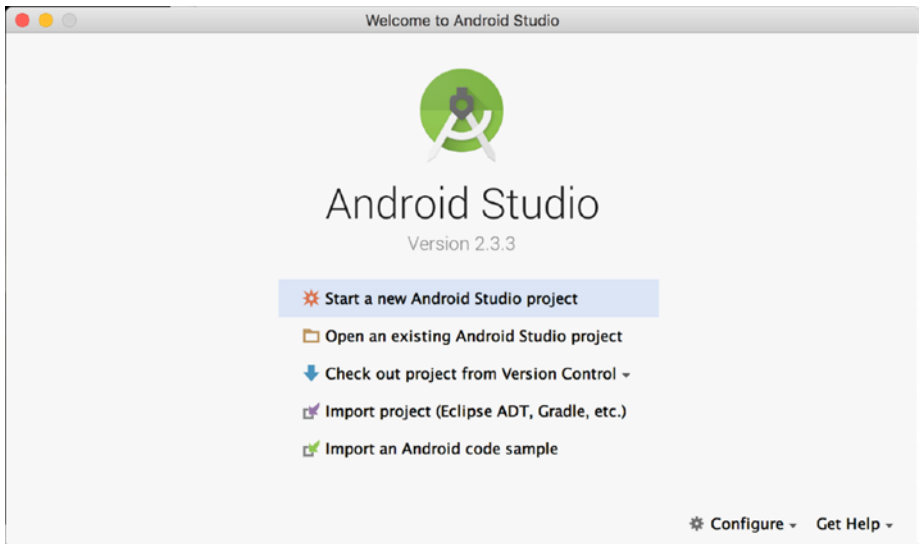 Welcome to Android Studio
Android Studio
Version 2.3.3
Start a new Android Studio project
Open an existing Android Studio project
Check out project from Version Control
Import project (Eclipse ADT, Gradle, etc.)
Import an Android code sample
Configure Get Help